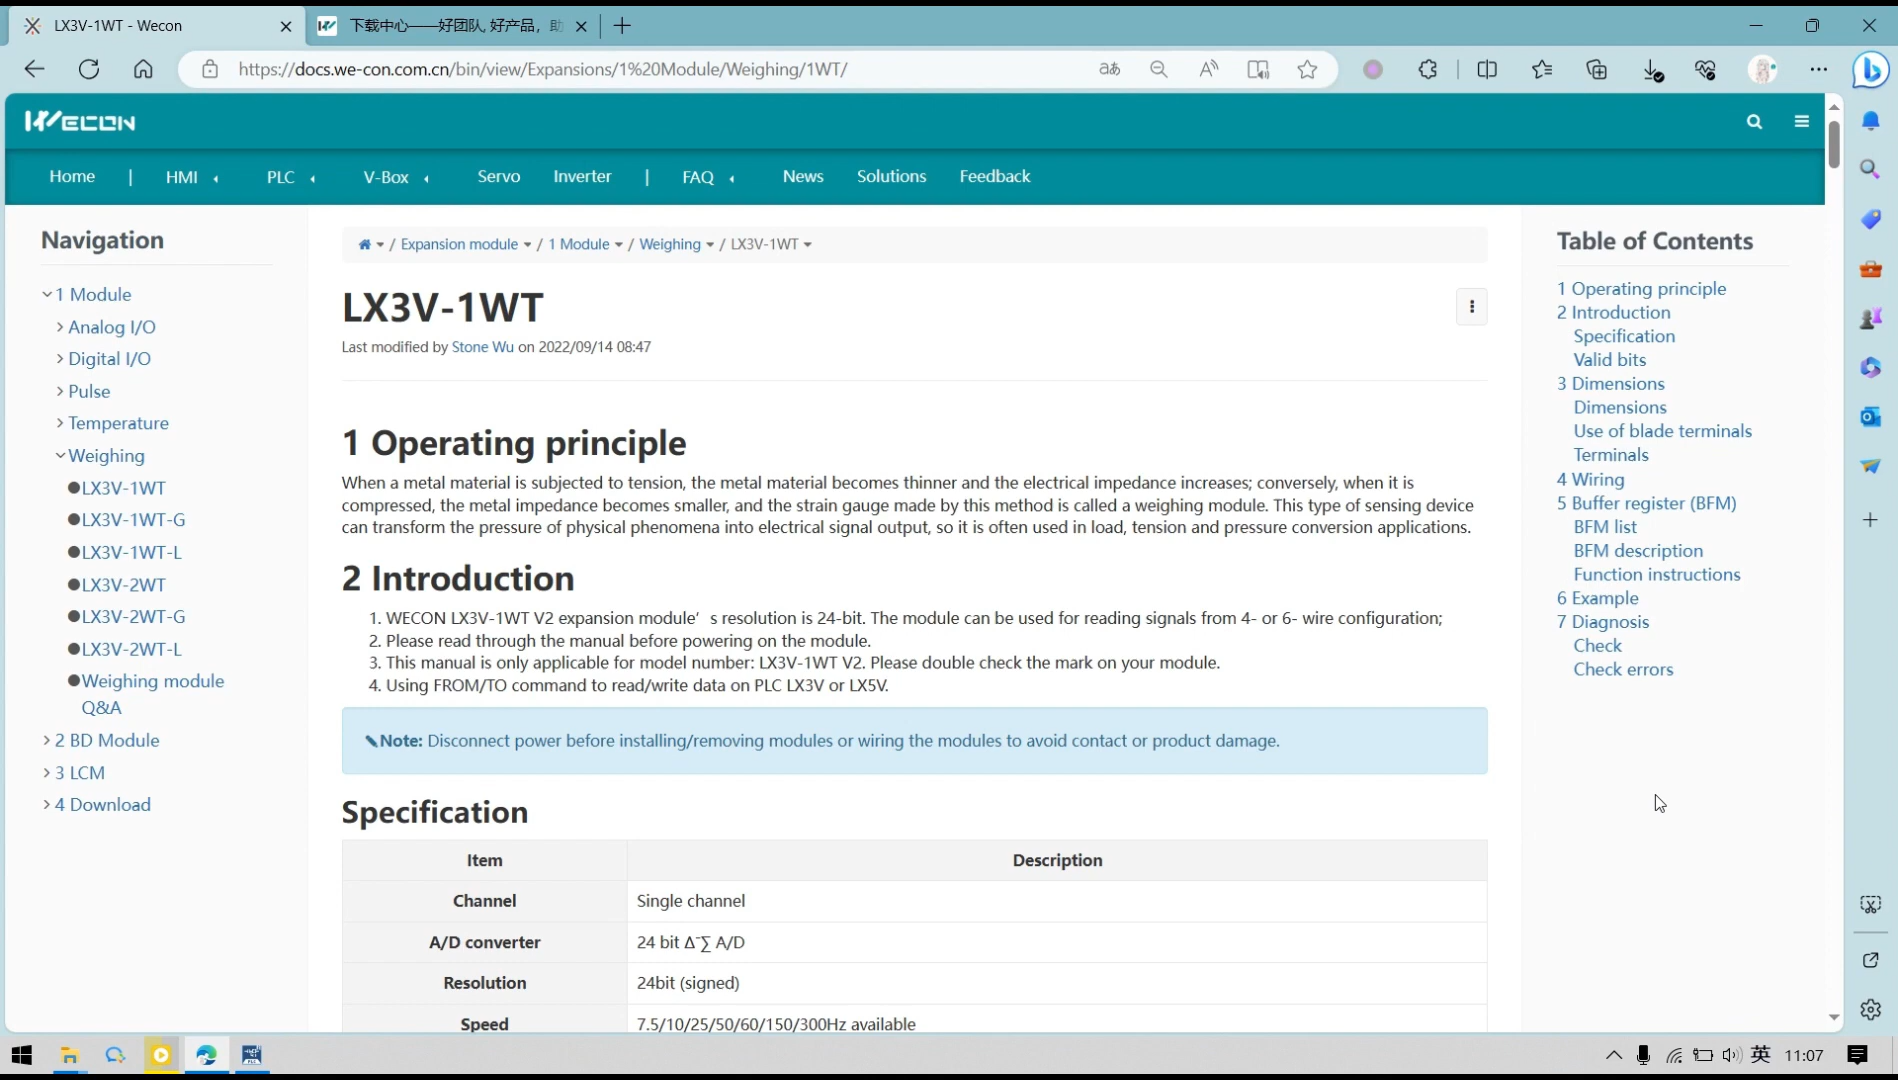 LX3V-1WT - Wecon
下载中心——好团队, 好产品, 助
https://docs.we-con.com.cn/bin/view/Expansions/1%20Module/Weighing/1WT/
WECON
Home | HMI PLC V-Box Servo Inverter | FAQ News Solutions Feedback
Navigation
1 Module
Analog I/O
Digital I/O
Pulse
Temperature
Weighing
LX3V-1WT
LX3V-1WT-G
LX3V-1WT-L
LX3V-2WT
LX3V-2WT-G
LX3V-2WT-L
Weighing module
Q&A
2 BD Module
3 LCM
4 Download
/ Expansion module / 1 Module / Weighing / LX3V-1WT
LX3V-1WT
Last modified by Stone Wu on 2022/09/14 08:47
1 Operating principle
When a metal material is subjected to tension, the metal material becomes thinner and the electrical impedance increases; conversely, when it is
compressed, the metal impedance becomes smaller, and the strain gauge made by this method is called a weighing module. This type of sensing device
can transform the pressure of physical phenomena into electrical signal output, so it is often used in load, tension and pressure conversion applications.
2 Introduction
1. WECON LX3V-1WT V2 expansion module’ s resolution is 24-bit. The module can be used for reading signals from 4- or 6- wire configuration;
2. Please read through the manual before powering on the module.
3. This manual is only applicable for model number: LX3V-1WT V2. Please double check the mark on your module.
4. Using FROM/TO command to read/write data on PLC LX3V or LX5V.
Note: Disconnect power before installing/removing modules or wiring the modules to avoid contact or product damage.
Specification
Item Description
Channel Single channel
A/D converter 24 bit Δ-∑ A/D
Resolution 24bit (signed)
Speed 7.5/10/25/50/60/150/300Hz available
Table of Contents
1 Operating principle
2 Introduction
Specification
Valid bits
3 Dimensions
Dimensions
Use of blade terminals
Terminals
4 Wiring
5 Buffer register (BFM)
BFM list
BFM description
Function instructions
6 Example
7 Diagnosis
Check
Check errors
英 11:07